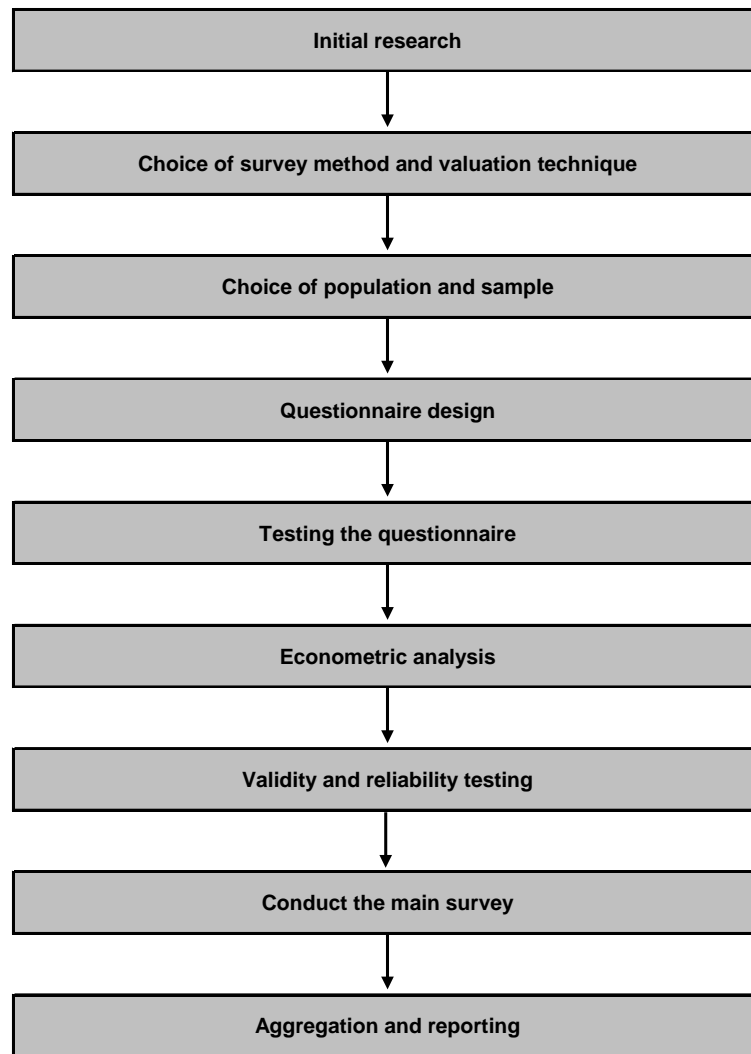 Initial research
Choice of survey method and valuation technique
Choice of population and sample
Questionnaire design
Testing the questionnaire
Econometric analysis
Validity and reliability testing
Conduct the main survey
Aggregation and reporting